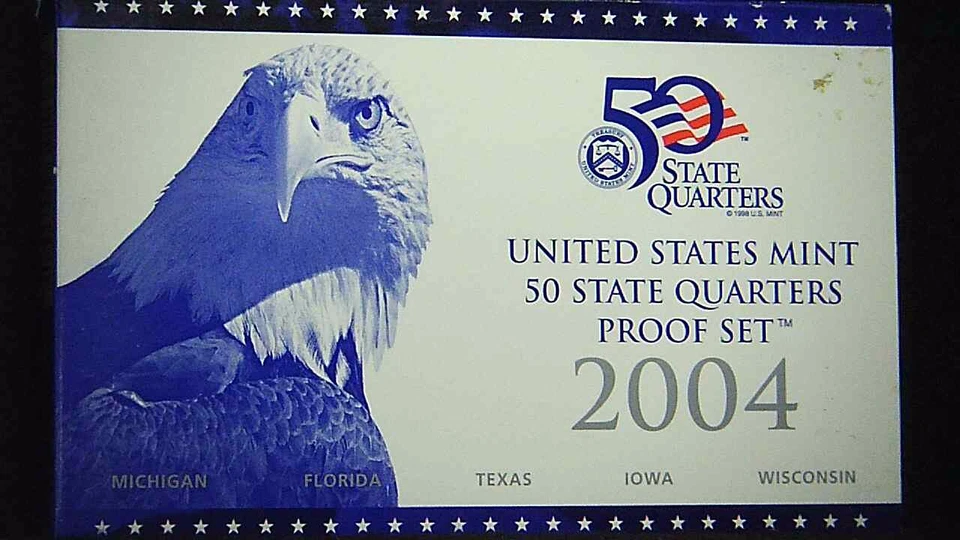 50
STATE
QUARTERS
© 1998 U.S. MINT
TREASURY
UNITED STATES MINT
UNITED STATES MINT
50 STATE QUARTERS
PROOF SET™
2004
MICHIGAN FLORIDA TEXAS IOWA WISCONSIN